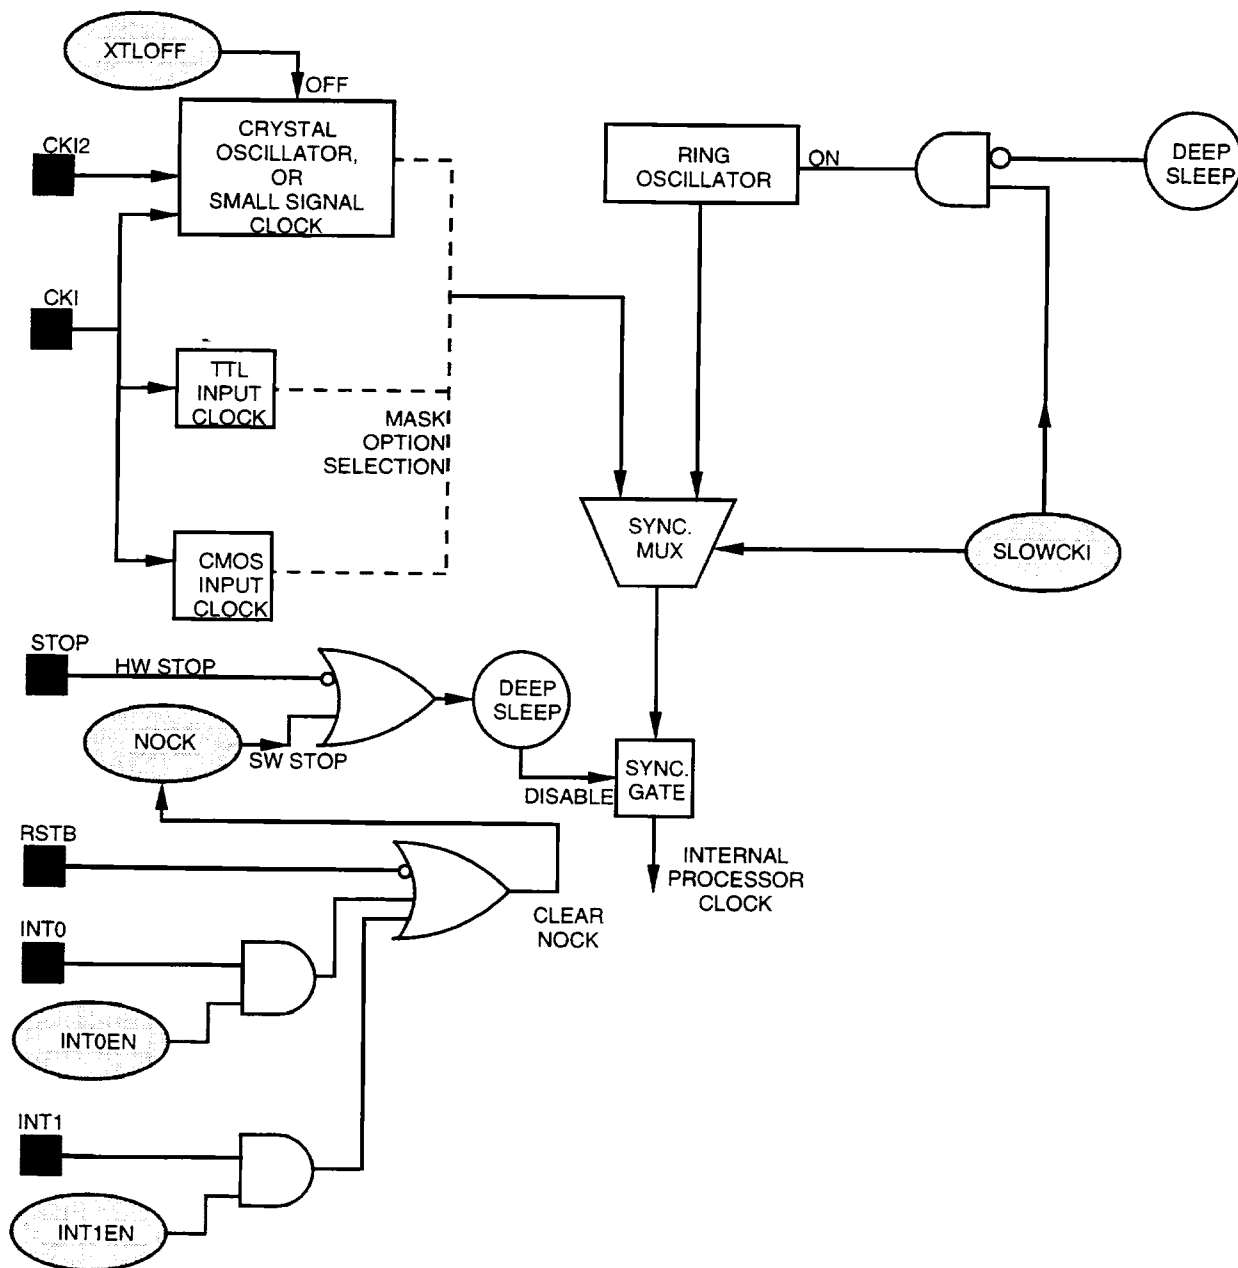 XTLOFF
OFF
CKI2
CRYSTAL
OSCILLATOR,
OR
SMALL SIGNAL
CLOCK
RING
OSCILLATOR
ON
DEEP
SLEEP
CKI
TTL
INPUT
CLOCK
MASK
OPTION
SELECTION
CMOS
INPUT
CLOCK
SYNC.
MUX
SLOWCKI
STOP
HW STOP
NOCK
SW STOP
DEEP
SLEEP
DISABLE
SYNC.
GATE
INTERNAL
PROCESSOR
CLOCK
RSTB
CLEAR
NOCK
INT0
INT0EN
INT1
INT1EN